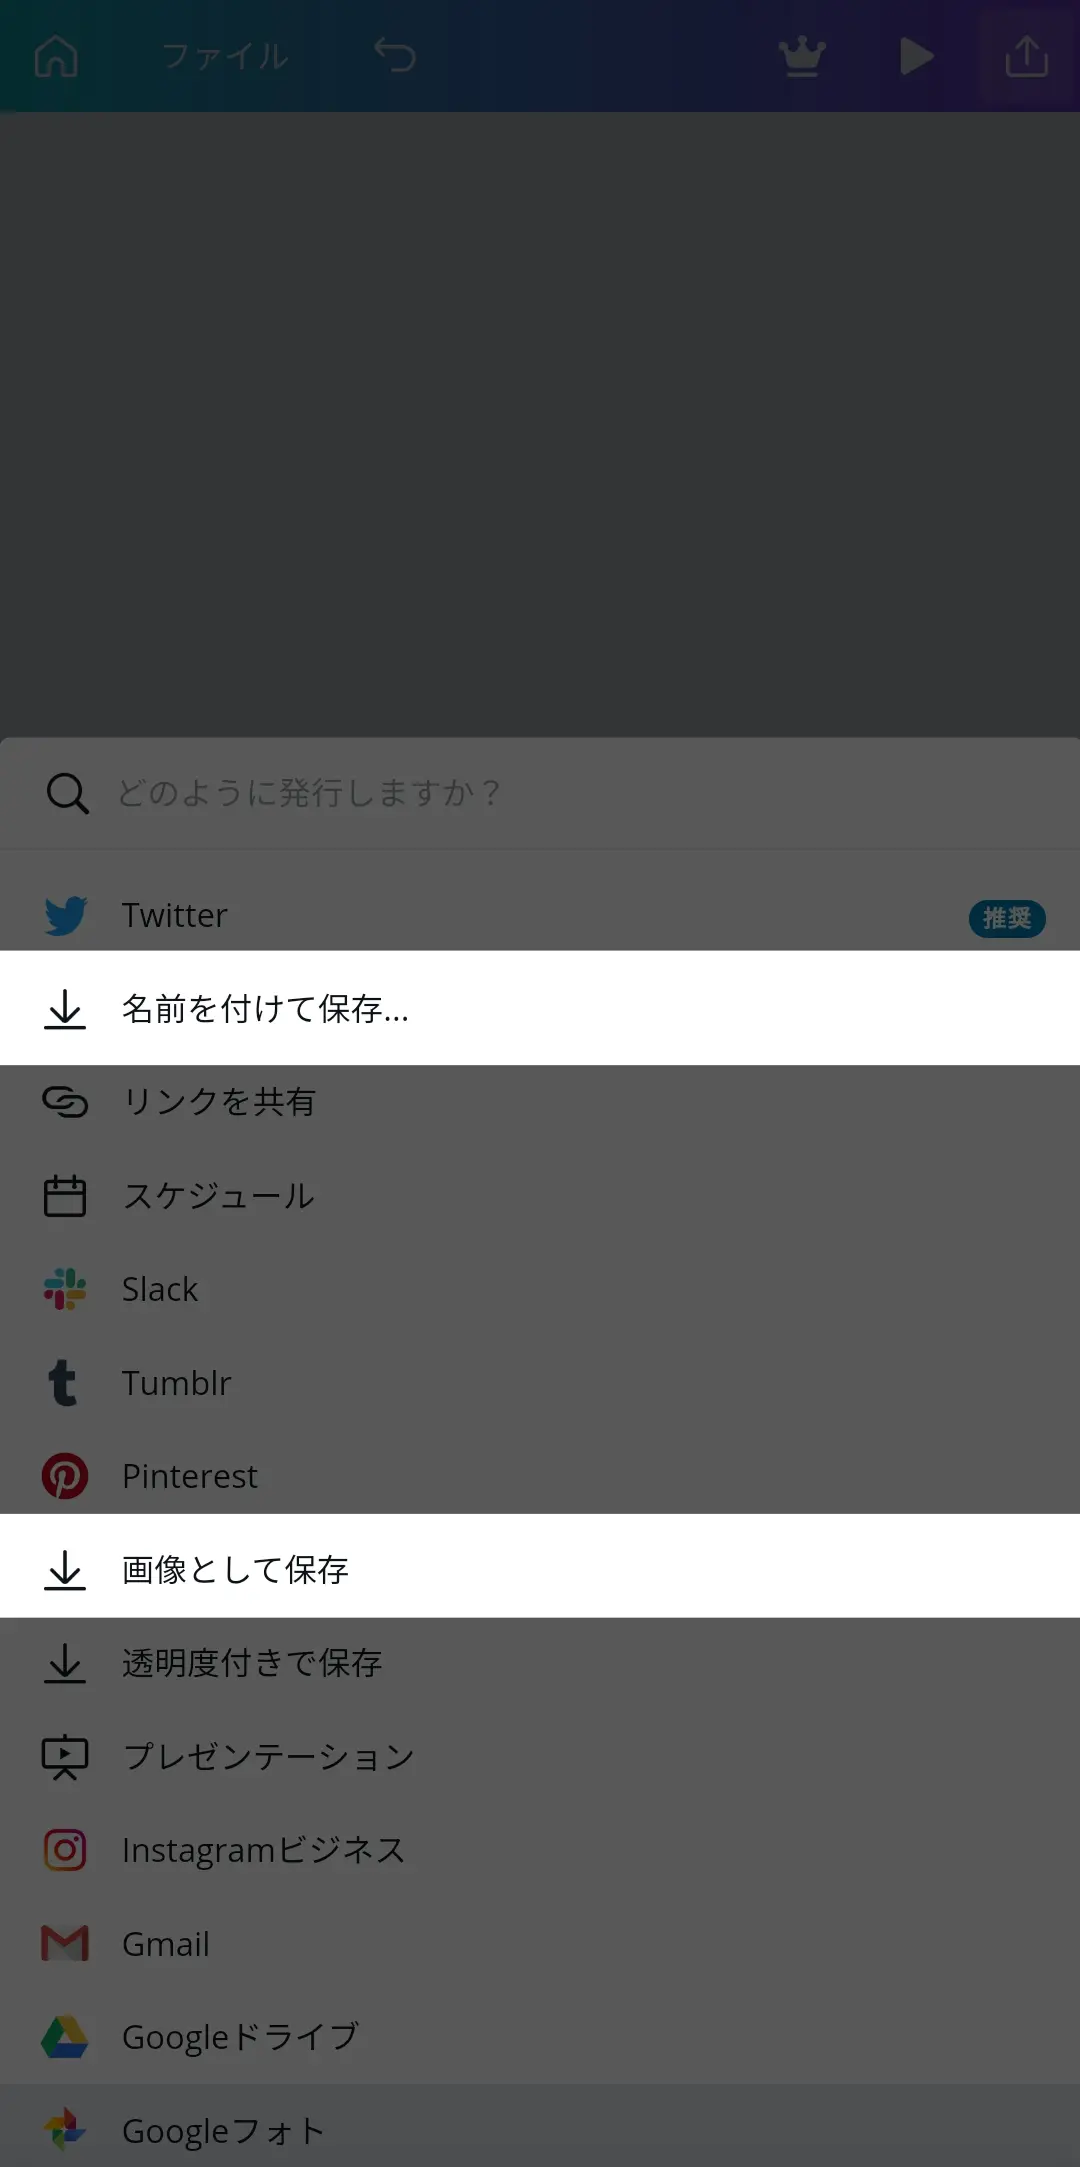 ファイル
どのように発行しますか？
Twitter
推奨
名前を付けて保存...
リンクを共有
スケジュール
Slack
Tumblr
Pinterest
画像として保存
透明度付きで保存
プレゼンテーション
Instagramビジネス
Gmail
Googleドライブ
Googleフォト